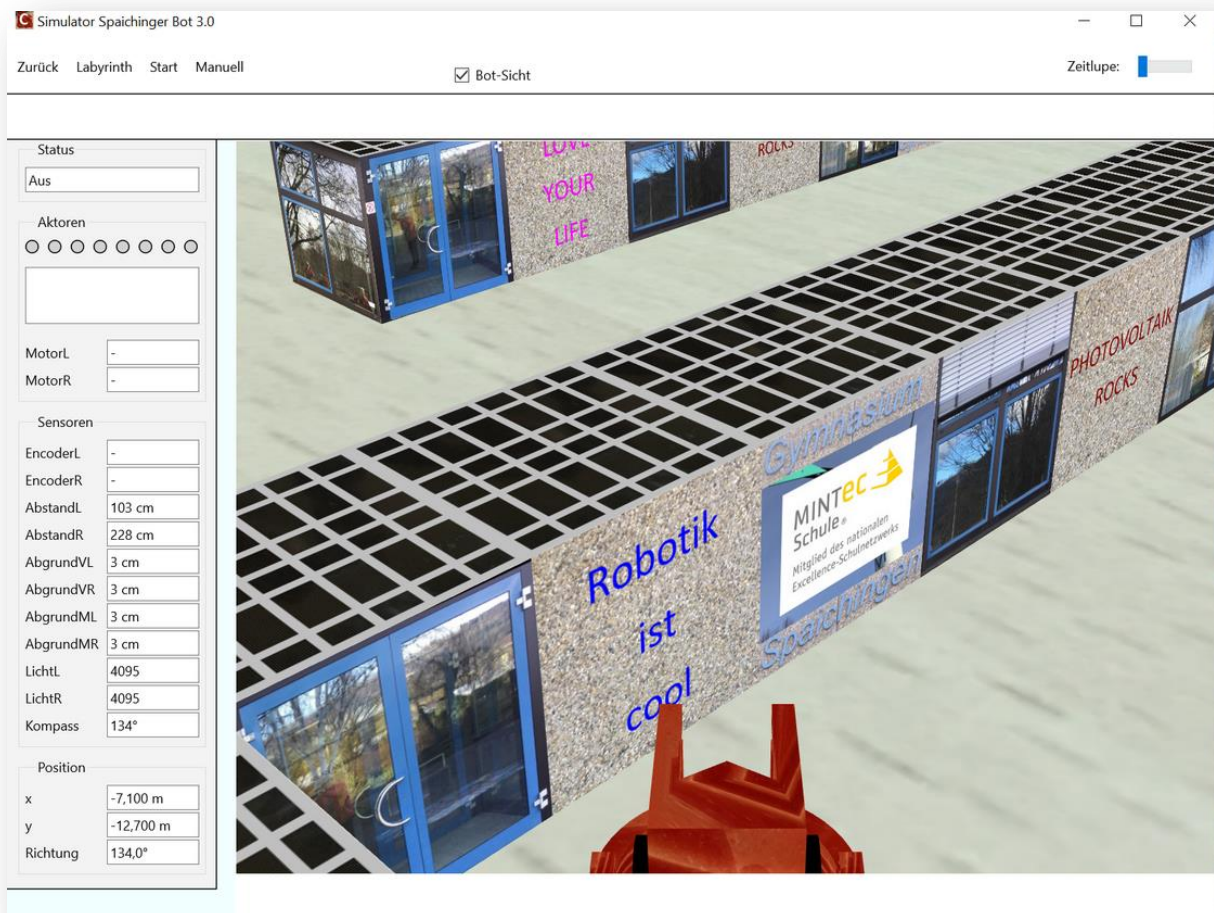 Simulator Spaichinger Bot 3.0
Zurück Labyrinth Start Manuell
Bot-Sicht
Zeitlupe:
Status
Aus
Aktoren
MotorL -
MotorR -
Sensoren
EncoderL -
EncoderR -
AbstandL 103 cm
AbstandR 228 cm
AbgrundVL 3 cm
AbgrundVR 3 cm
AbgrundML 3 cm
AbgrundMR 3 cm
LichtL 4095
LichtR 4095
Kompass 134°
Position
x -7,100 m
y -12,700 m
Richtung 134,0°
LOVE
YOUR
LIFE
ROCKS
PHOTOVOLTAIK
ROCKS
Gymnasium
MINTec
Schule
Mitglied des nationalen
Excellence-Schulnetzwerks
Spaichingen
Robotik
ist
cool